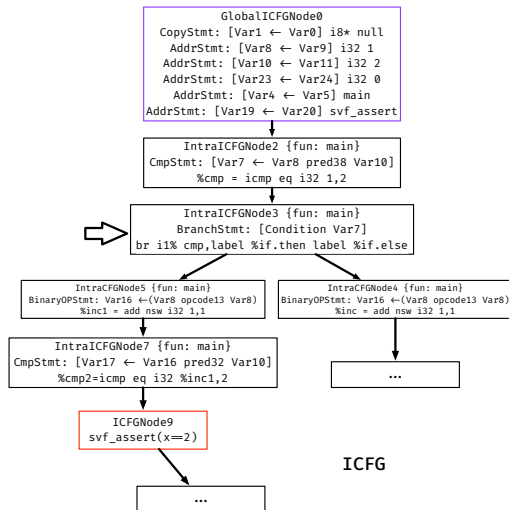 GlobalICFGNode0
CopyStmt: [Var1 ← Var0] i8* null
AddrStmt: [Var8 ← Var9] i32 1
AddrStmt: [Var10 ← Var11] i32 2
AddrStmt: [Var23 ← Var24] i32 0
AddrStmt: [Var4 ← Var5] main
AddrStmt: [Var19 ← Var20] svf_assert
IntraICFGNode2 {fun: main}
CmpStmt: [Var7 ← Var8 pred38 Var10]
%cmp = icmp eq i32 1,2
IntraICFGNode3 {fun: main}
BranchStmt: [Condition Var7]
br i1% cmp,label %if.then label %if.else
IntraCFGNode5 {fun: main}
BinaryOPStmt: Var16 ←(Var8 opcode13 Var8)
%inc1 = add nsw i32 1,1
IntraICFGNode4 {fun: main}
BinaryOPStmt: Var16 ←(Var8 opcode13 Var8)
%inc = add nsw i32 1,1
IntraICFGNode7 {fun: main}
CmpStmt: [Var17 ← Var16 pred32 Var10]
%cmp2=icmp eq i32 %inc1,2
...
ICFGNode9
svf_assert(x==2)
ICFG
...